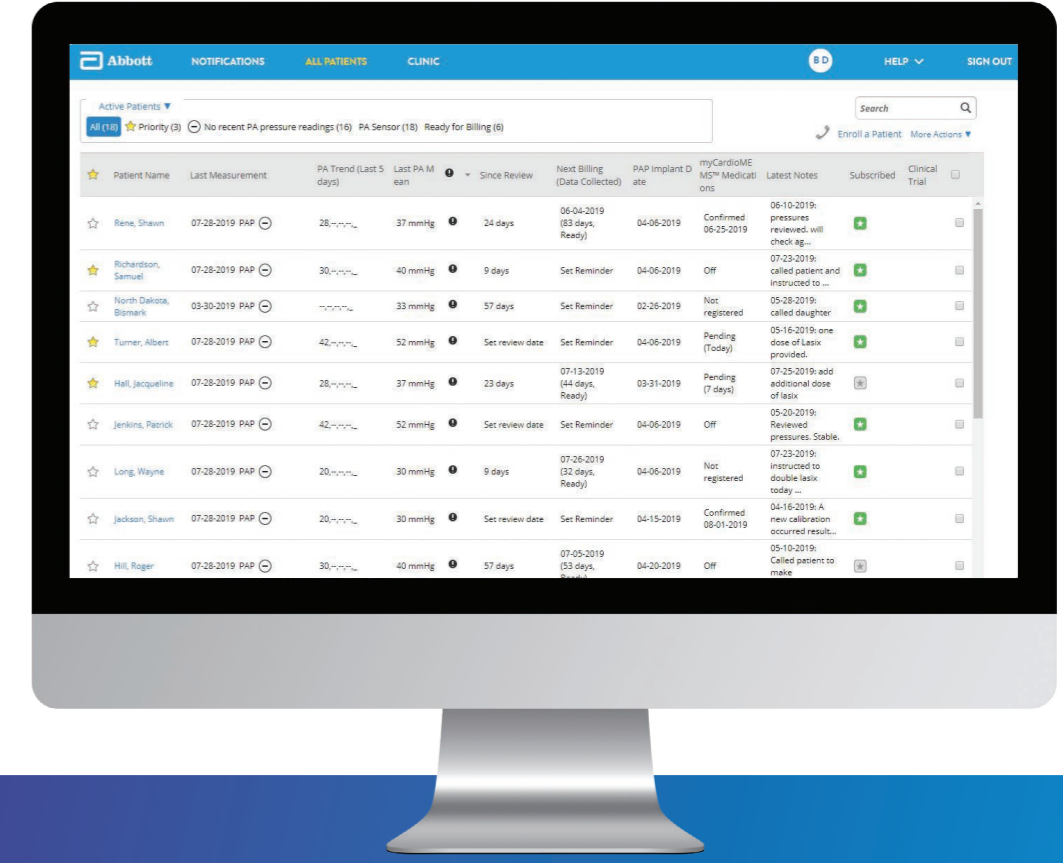 Abbott NOTIFICATIONS ALL PATIENTS CLINIC BD HELP SIGN OUT
Active Patients ▼
Search
All (18) Priority (3) No recent PA pressure readings (16) PA Sensor (18) Ready for Billing (6)
Enroll a Patient More Actions ▼
Patient Name Last Measurement PA Trend (Last 5 days) Last PA M ean Since Review Next Billing (Data Collected) PAP Implant D ate myCardioME MS™ Medicati ons Latest Notes Subscribed Clinical Trial
Rene, Shawn 07-28-2019 PAP 28,--,--,--,_ 37 mmHg 24 days 06-04-2019 (83 days, Ready) 04-06-2019 Confirmed 06-25-2019 06-10-2019: pressures reviewed. will check ag...
Richardson, Samuel 07-28-2019 PAP 30,--,--,--,_ 40 mmHg 9 days Set Reminder 04-06-2019 Off 07-23-2019: called patient and instructed to ...
North Dakota, Bismark 03-30-2019 PAP --,--,--,--,_ 33 mmHg 57 days Set Reminder 02-26-2019 Not registered 05-28-2019: called daughter
Turner, Albert 07-28-2019 PAP 42,--,--,--,_ 52 mmHg Set review date Set Reminder 04-06-2019 Pending (Today) 05-16-2019: one dose of Lasix provided.
Hall, Jacqueline 07-28-2019 PAP 28,--,--,--,_ 37 mmHg 23 days 07-13-2019 (44 days, Ready) 03-31-2019 Pending (7 days) 07-25-2019: add additional dose of lasix
Jenkins, Patrick 07-28-2019 PAP 42,--,--,--,_ 52 mmHg Set review date Set Reminder 04-06-2019 Off 05-20-2019: Reviewed pressures. Stable.
Long, Wayne 07-28-2019 PAP 20,--,--,--,_ 30 mmHg 9 days 07-26-2019 (32 days, Ready) 04-06-2019 Not registered 07-23-2019: instructed to double lasix today ...
Jackson, Shawn 07-28-2019 PAP 20,--,--,--,_ 30 mmHg Set review date Set Reminder 04-15-2019 Confirmed 08-01-2019 04-16-2019: A new calibration occurred result...
Hill, Roger 07-28-2019 PAP 30,--,--,--,_ 40 mmHg 57 days 07-05-2019 (53 days, 04-20-2019 Off 05-10-2019: Called patient to make